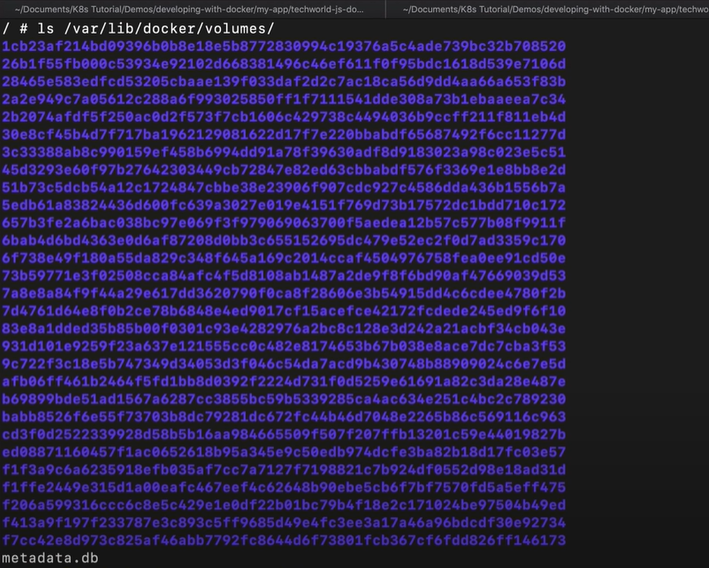 ~/Documents/K8s Tutorial/Demos/developing-with-docker/my-app/techworld-js-do...
~/Documents/K8s Tutorial/Demos/developing-with-docker/my-app/techwo
/ # ls /var/lib/docker/volumes/
1cb23af214bd09396b0b8e18e5b8772830994c19376a5c4ade739bc32b708520
26b1f55fb000c53934e92102d668381496c46ef611f0f95bdc1618d539e7106d
28465e583edfcd53205cbaae139f033daf2d2c7ac18ca56d9dd4aa66a653f83b
2a2e949c7a05612c288a6f993025850ff1f7111541dde308a73b1ebaaeea7c34
2b2074afdf5f250ac0d2f573f7cb1606c429738c4494036b9ccff211f811eb4d
30e8cf45b4d7f717ba1962129081622d17f7e220bbabdf65687492f6cc11277d
3c33388ab8c990159ef458b6994dd91a78f39630adf8d9183023a98c023e5c51
45d3293e60f97b27642303449cb72847e82ed63cbbabdf576f3369e1e8bb8e2d
51b73c5dcb54a12c1724847cbbe38e23906f907cdc927c4586dda436b1556b7a
5edb61a83824436d600fc639a3027e019e4151f769d73b17572dc1bdd710c172
657b3fe2a6bac038bc97e069f3f979069063700f5aedea12b57c577b08f9911f
6bab4d6bd4363e0d6af87208d0bb3c655152695dc479e52ec2f0d7ad3359c170
6f738e49f180a55da829c348f645a169c2014ccaf4504976758fea0ee91cd50e
73b59771e3f02508cca84afc4f5d8108ab1487a2de9f8f6bd90af47669039d53
7a8e8a84f9f44a29e617dd3620790f0ca8f28606e3b54915dd4c6cdee4780f2b
7d4761d64e8f0b2ce78b6848e4ed9017cf15acefce42172fcdede245ed9f6f10
83e8a1dded35b85b00f0301c93e4282976a2bc8c128e3d242a21acbf34cb043e
931d101e9259f23a637e121555cc0c482e8174653b67b038e8ace7dc7cba3f53
9c722f3c18e5b747349d34053d3f046c54da7acd9b430748b88909024c6e7e5d
afb06ff461b2464f5fd1bb8d0392f2224d731f0d5259e61691a82c3da28e487e
b69899bde51ad1567a6287cc3855bc59b5339285ca4ac634e251c4bc2c789230
babb8526f6e55f73703b8dc79281dc672fc44b46d7048e2265b86c569116c963
cd3f0d2522339928d58b5b16aa984665509f507f207ffb13201c59e44019827b
ed08871160457f1ac0652618b95a345e9c50edb974dcfe3ba82b18d17fc03e57
f1f3a9c6a6235918efb035af7cc7a7127f7198821c7b924df0552d98e18ad31d
f1ffe2449e315d1a00eafc467eef4c62648b90ebe5cb6f7bf7570fd5a5eff475
f206a599316ccc6c8e5c429e1e0df22b01bc79b4f18e2c171024be97504b49ed
f413a9f197f233787e3c893c5ff9685d49e4fc3ee3a17a46a96bdcdf30e92734
f7cc42e8d973c825af46abb7792fc8644d6f73801fcb367cf6fdd826ff146173
metadata.db